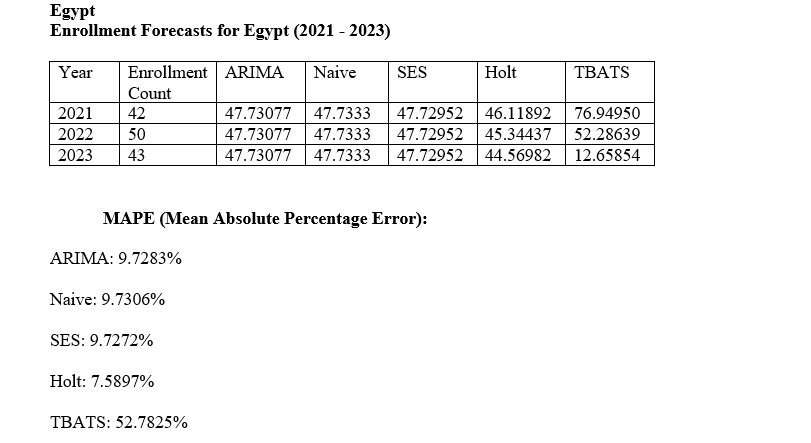 Egypt
Enrollment Forecasts for Egypt (2021 - 2023)
Year Enrollment Count ARIMA Naive SES Holt TBATS
2021 42 47.73077 47.7333 47.72952 46.11892 76.94950
2022 50 47.73077 47.7333 47.72952 45.34437 52.28639
2023 43 47.73077 47.7333 47.72952 44.56982 12.65854
MAPE (Mean Absolute Percentage Error):
ARIMA: 9.7283%
Naive: 9.7306%
SES: 9.7272%
Holt: 7.5897%
TBATS: 52.7825%